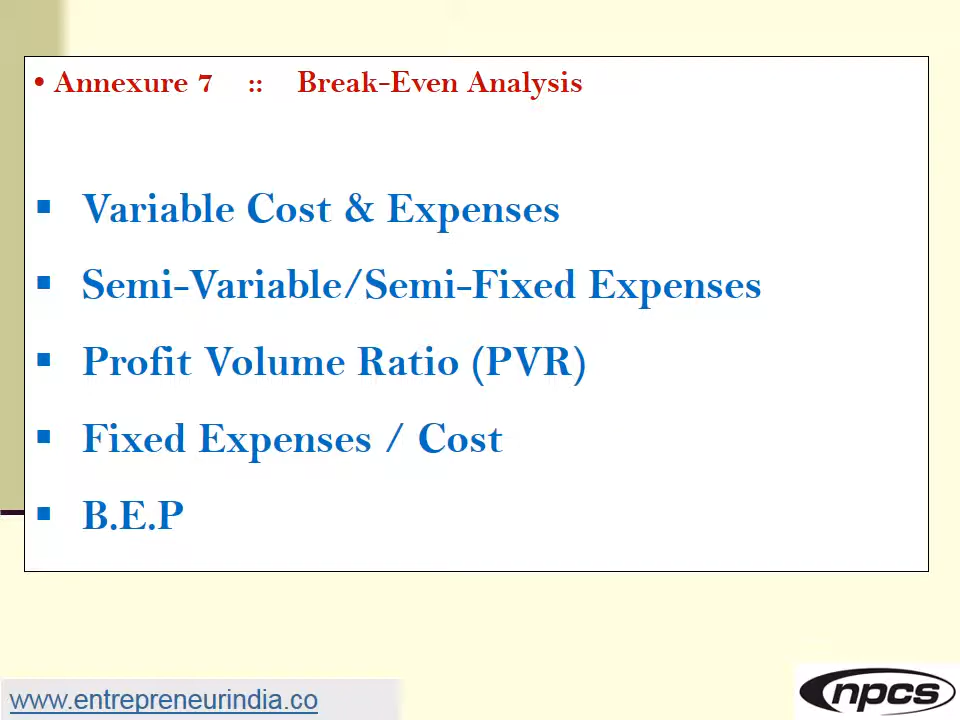 • Annexure 7 :: Break-Even Analysis
▪ Variable Cost & Expenses
▪ Semi-Variable/Semi-Fixed Expenses
▪ Profit Volume Ratio (PVR)
▪ Fixed Expenses / Cost
▪ B.E.P
www.entrepreneurindia.co
npcs